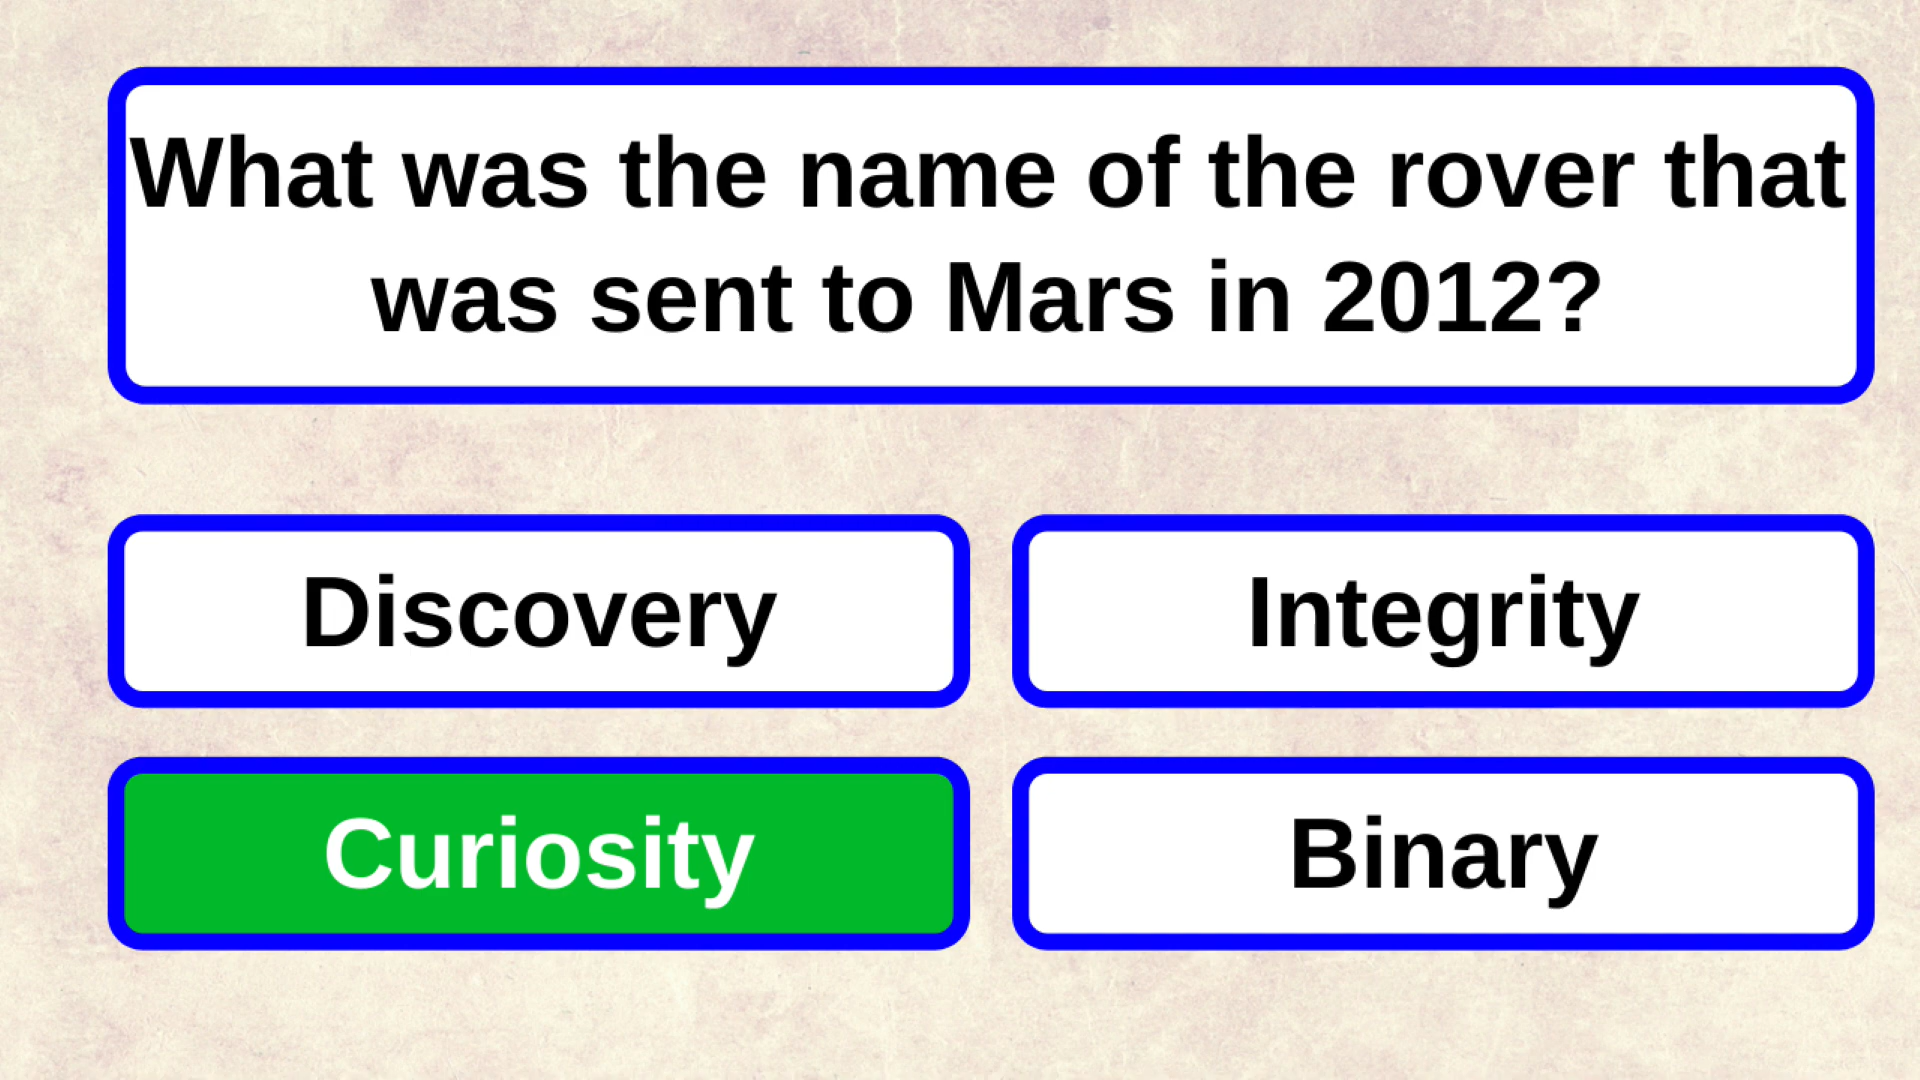 What was the name of the rover that
was sent to Mars in 2012?
Discovery
Integrity
Curiosity
Binary